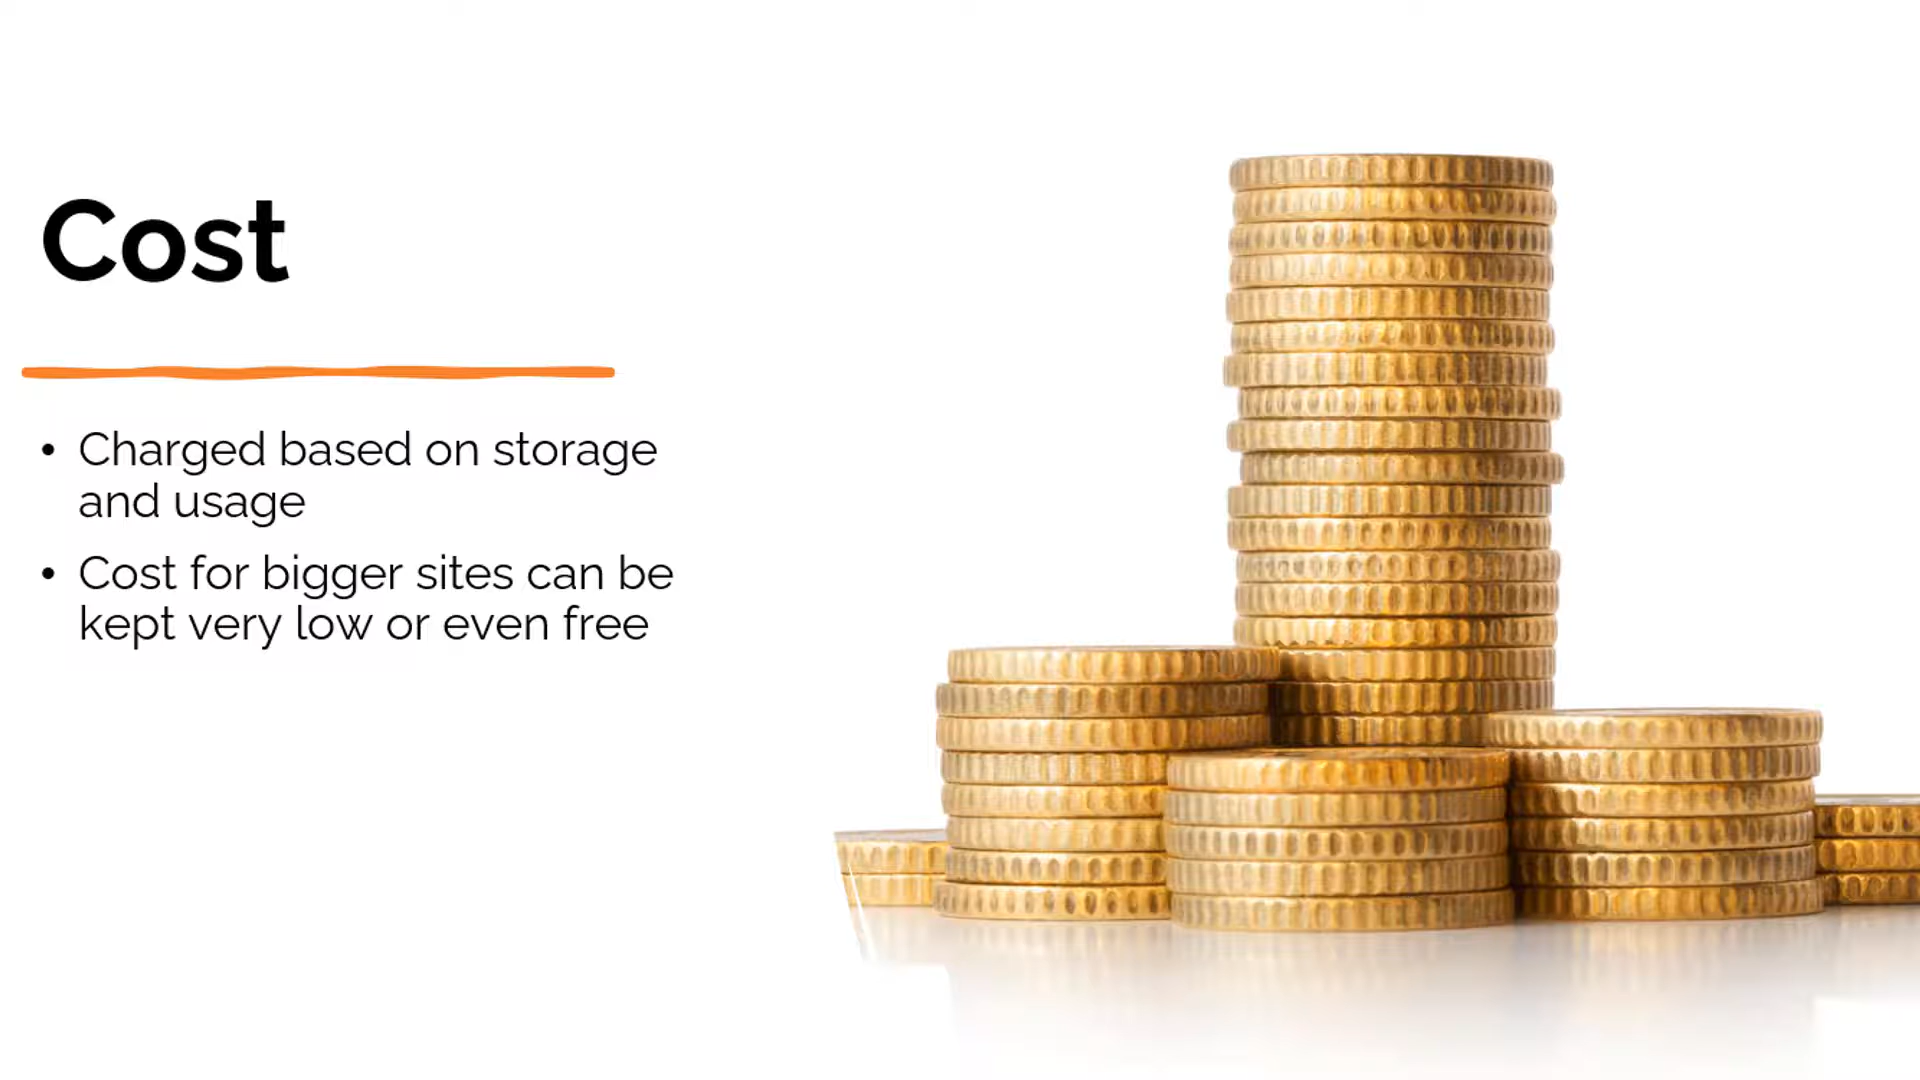 Cost
• Charged based on storage
and usage
• Cost for bigger sites can be
kept very low or even free